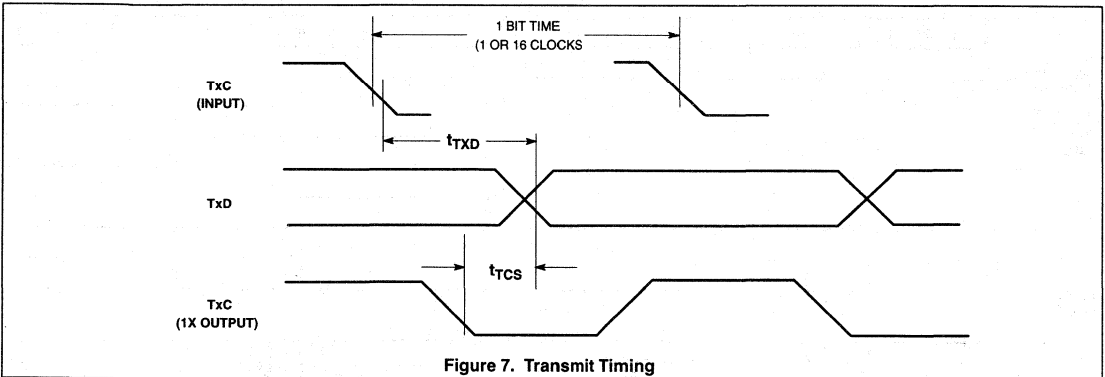 1 BIT TIME
(1 OR 16 CLOCKS
TxC
(INPUT)
tTXD
TxD
tTCS
TxC
(1X OUTPUT)
Figure 7. Transmit Timing